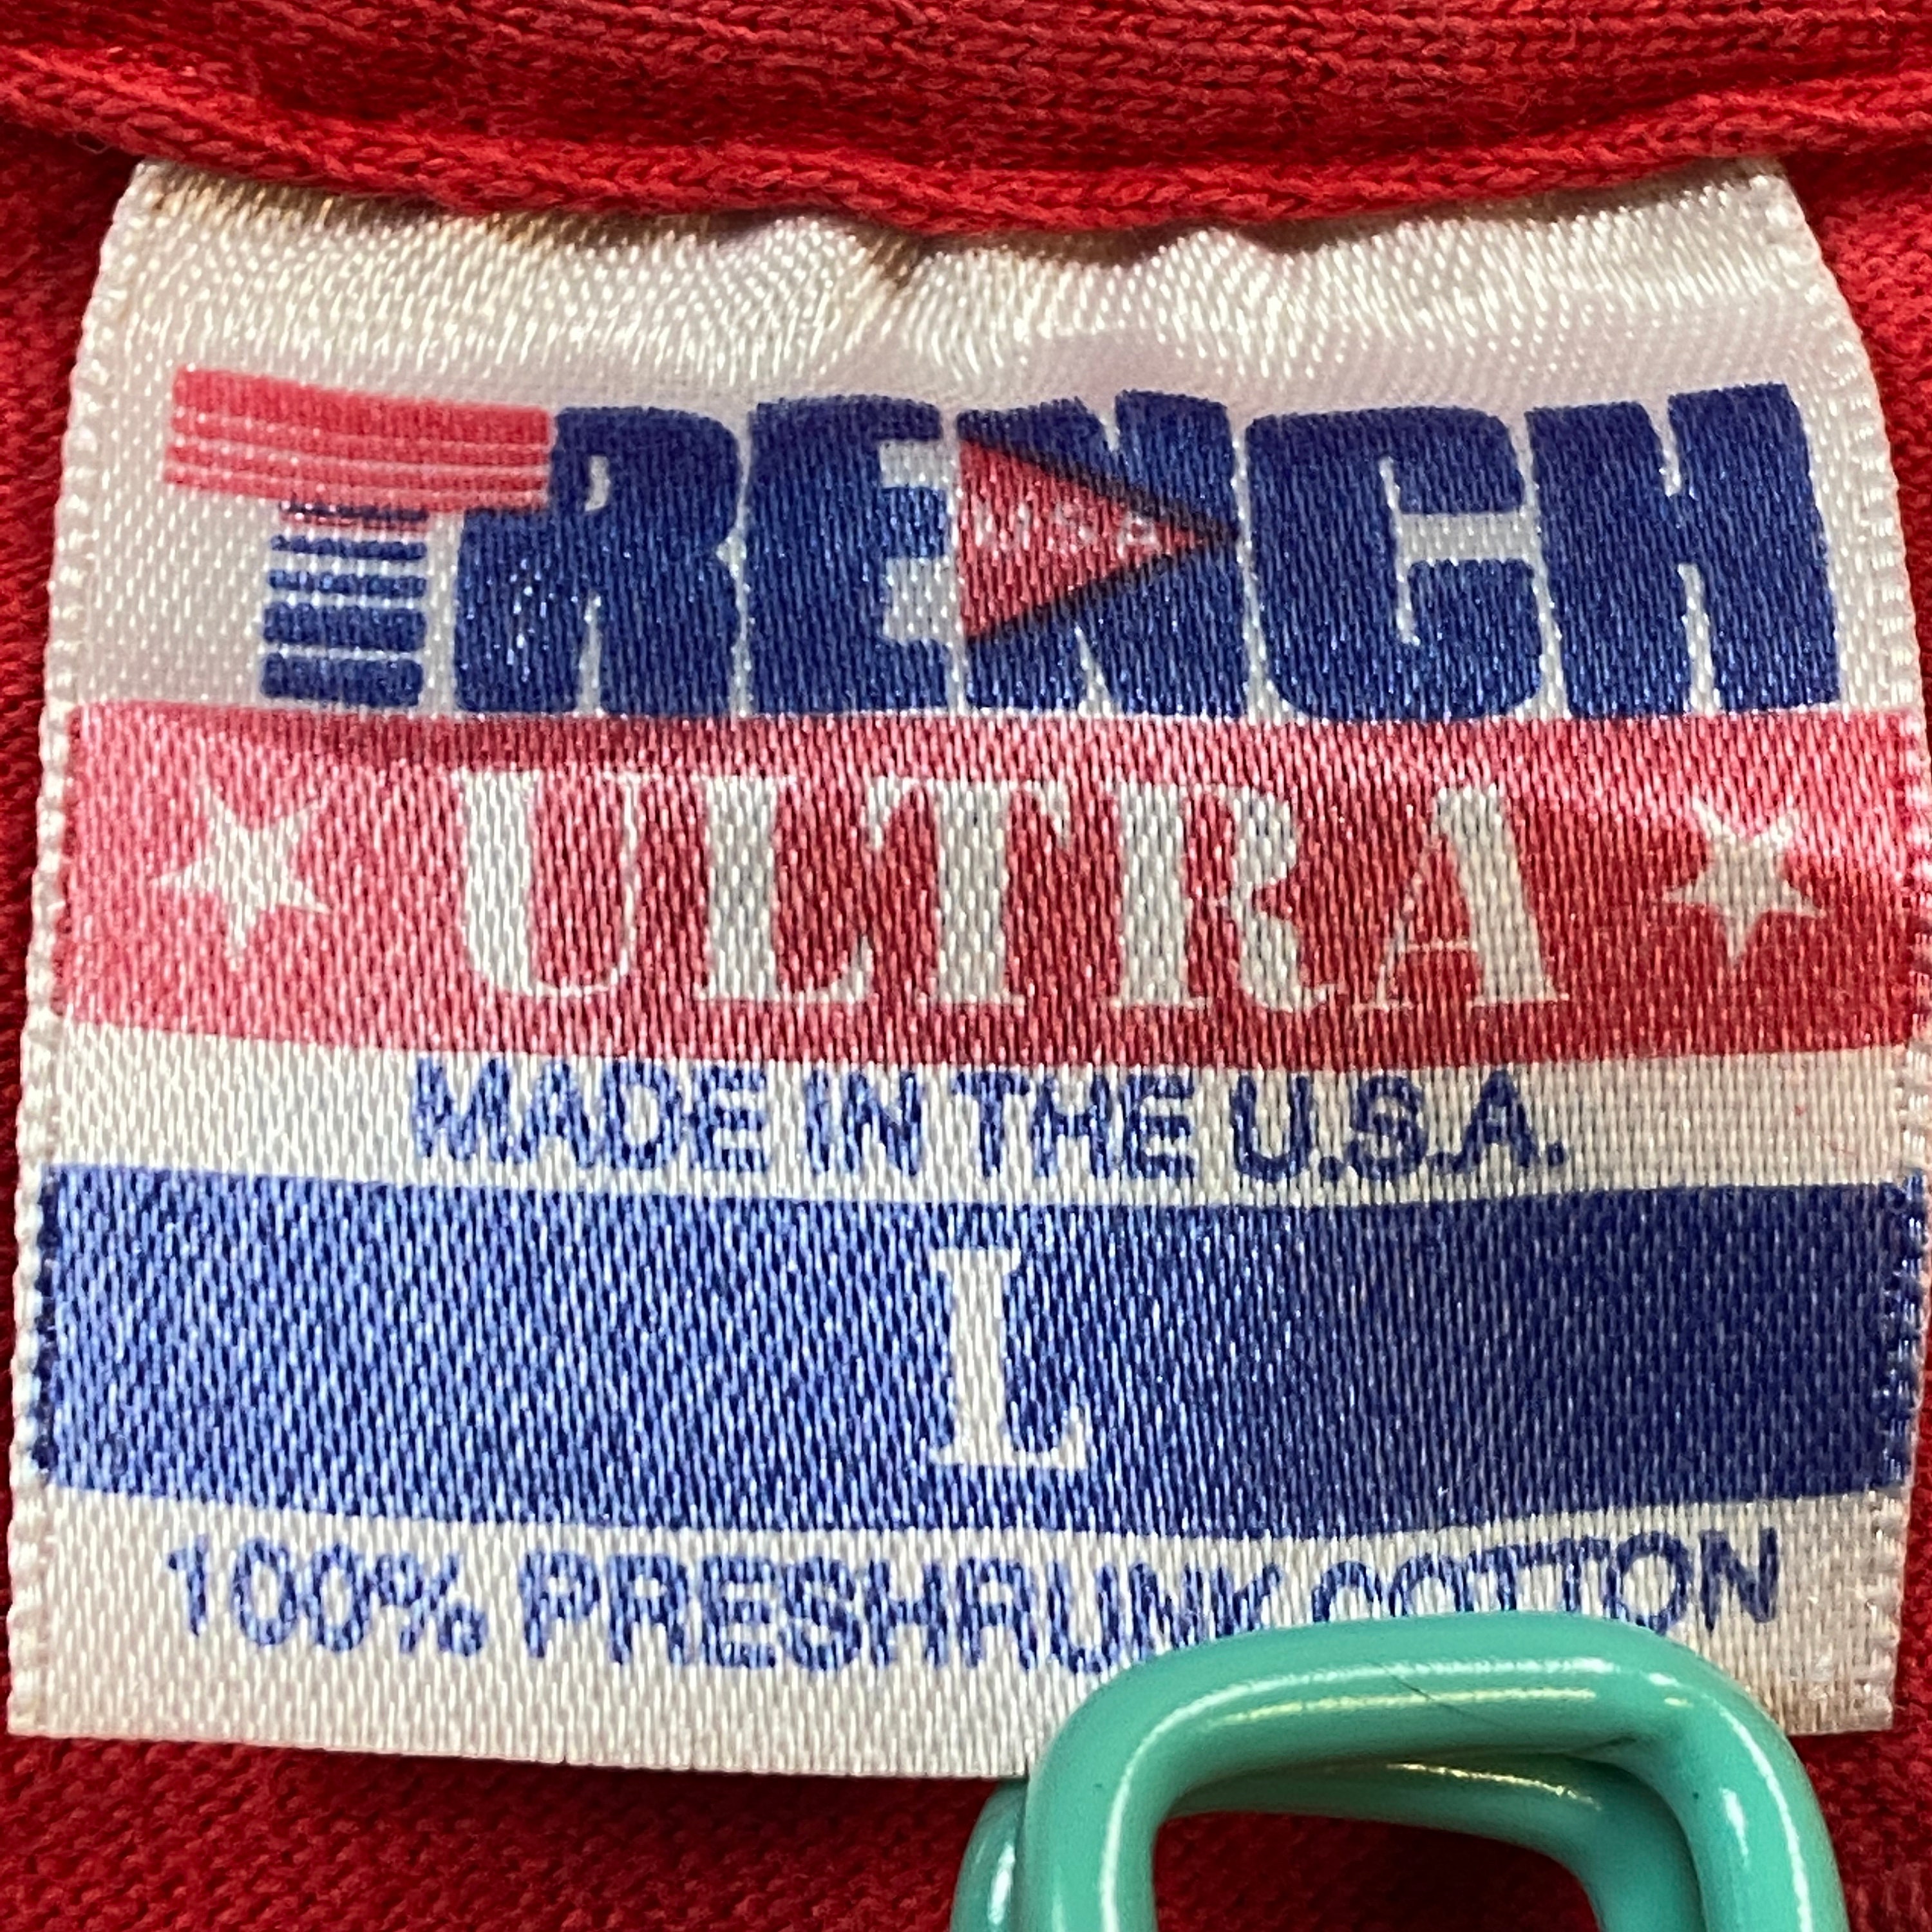 TRENCH
USA
ULTRA
MADE IN THE U.S.A.
L
100% PRESHRUNK COTTON